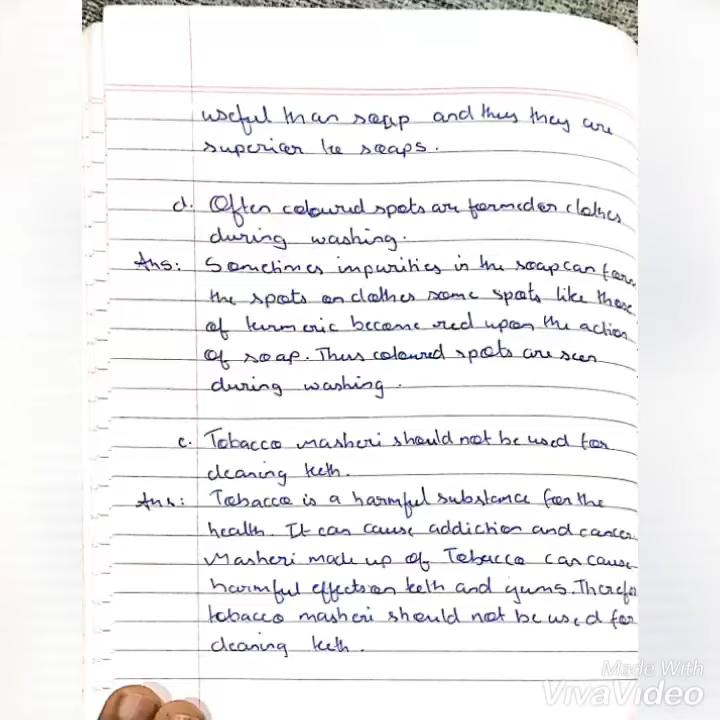 useful than soap and thus they are
superior to soaps.
d. Often coloured spots are formed on clothes
during washing.
Ans: Sometimes impurities in the soap can form
the spots on clothes some spots like those
of turmeric become red upon the action
of soap. Thus coloured spots are seen
during washing.
e. Tobacco masheri should not be used for
cleaning teeth.
Ans: Tobacco is a harmful substance for the
health. It can cause addiction and cancer.
Masheri made up of Tobacco can cause
harmful effects on teeth and gums. Therefo
tobacco masheri should not be used for
cleaning teeth.
Made With
VivaVideo